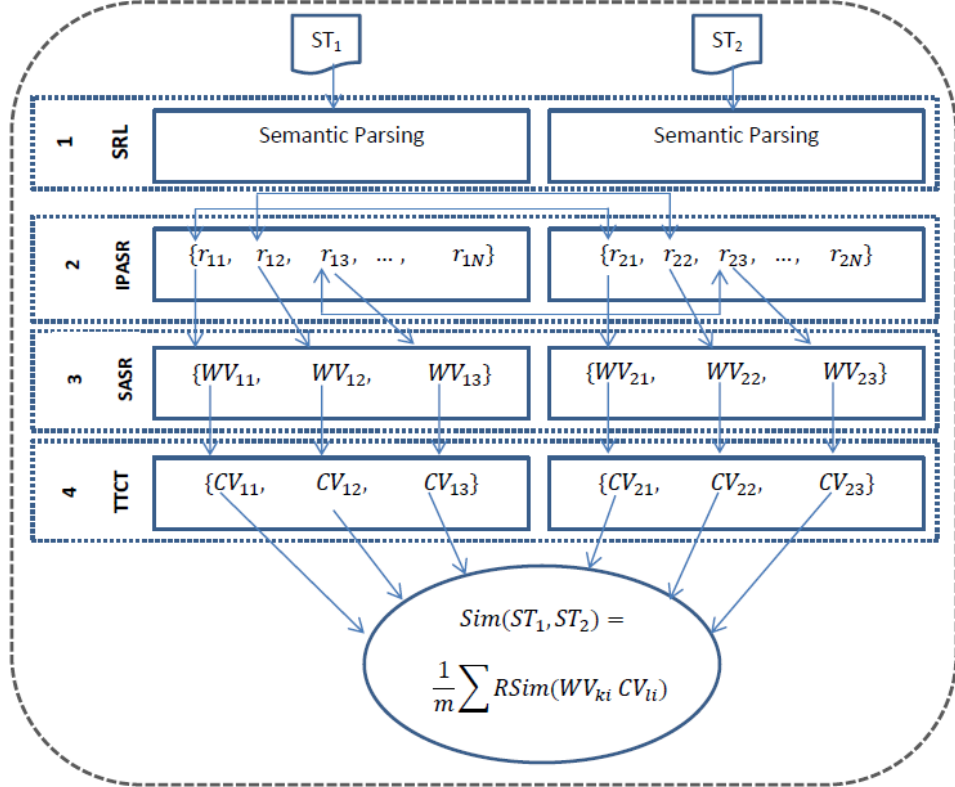 ST1 ST2
1 SRL Semantic Parsing Semantic Parsing
2 IPASR {r11, r12, r13, ... , r1N} {r21, r22, r23, ..., r2N}
3 SASR {WV11, WV12, WV13} {WV21, WV22, WV23}
4 TTCT {CV11, CV12, CV13} {CV21, CV22, CV23}
Sim(ST1, ST2) =
1/m ∑ RSim(WVki CVli)